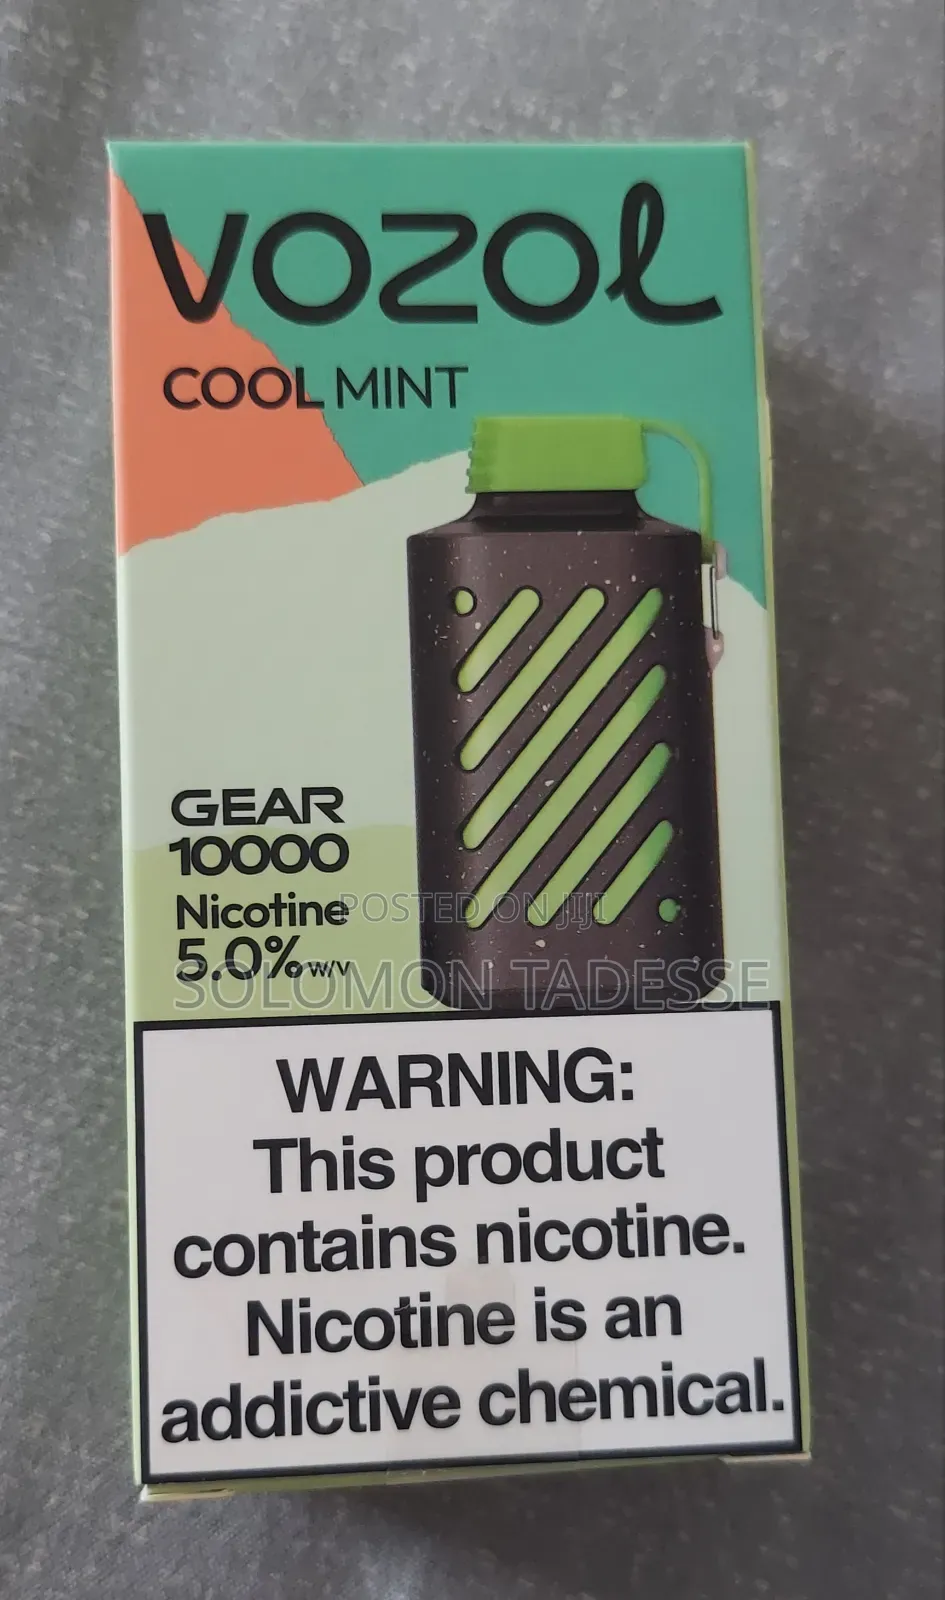 VOZOL
COOL MINT
GEAR
10000
Nicotine
5.0% w/v
POSTED ON JIJI
SOLOMON TADESSE
WARNING:
This product
contains nicotine.
Nicotine is an
addictive chemical.